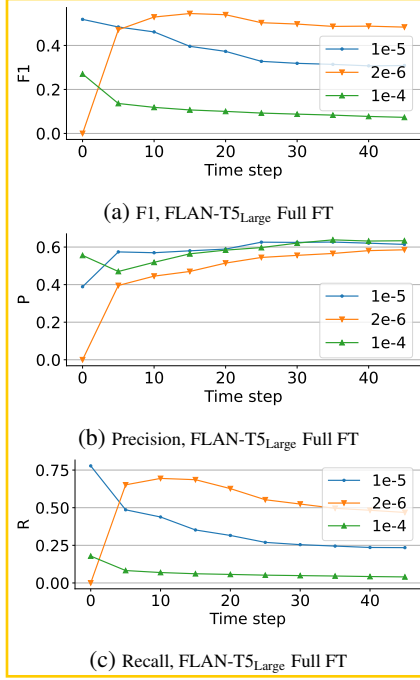 0.4
0.2
0.0
F1
1e-5
2e-6
1e-4
0 10 20 30 40
Time step
(a) F1, FLAN-T5Large Full FT
0.6
0.4
0.2
0.0
P
1e-5
2e-6
1e-4
0 10 20 30 40
Time step
(b) Precision, FLAN-T5Large Full FT
0.75
0.50
0.25
0.00
R
1e-5
2e-6
1e-4
0 10 20 30 40
Time step
(c) Recall, FLAN-T5Large Full FT